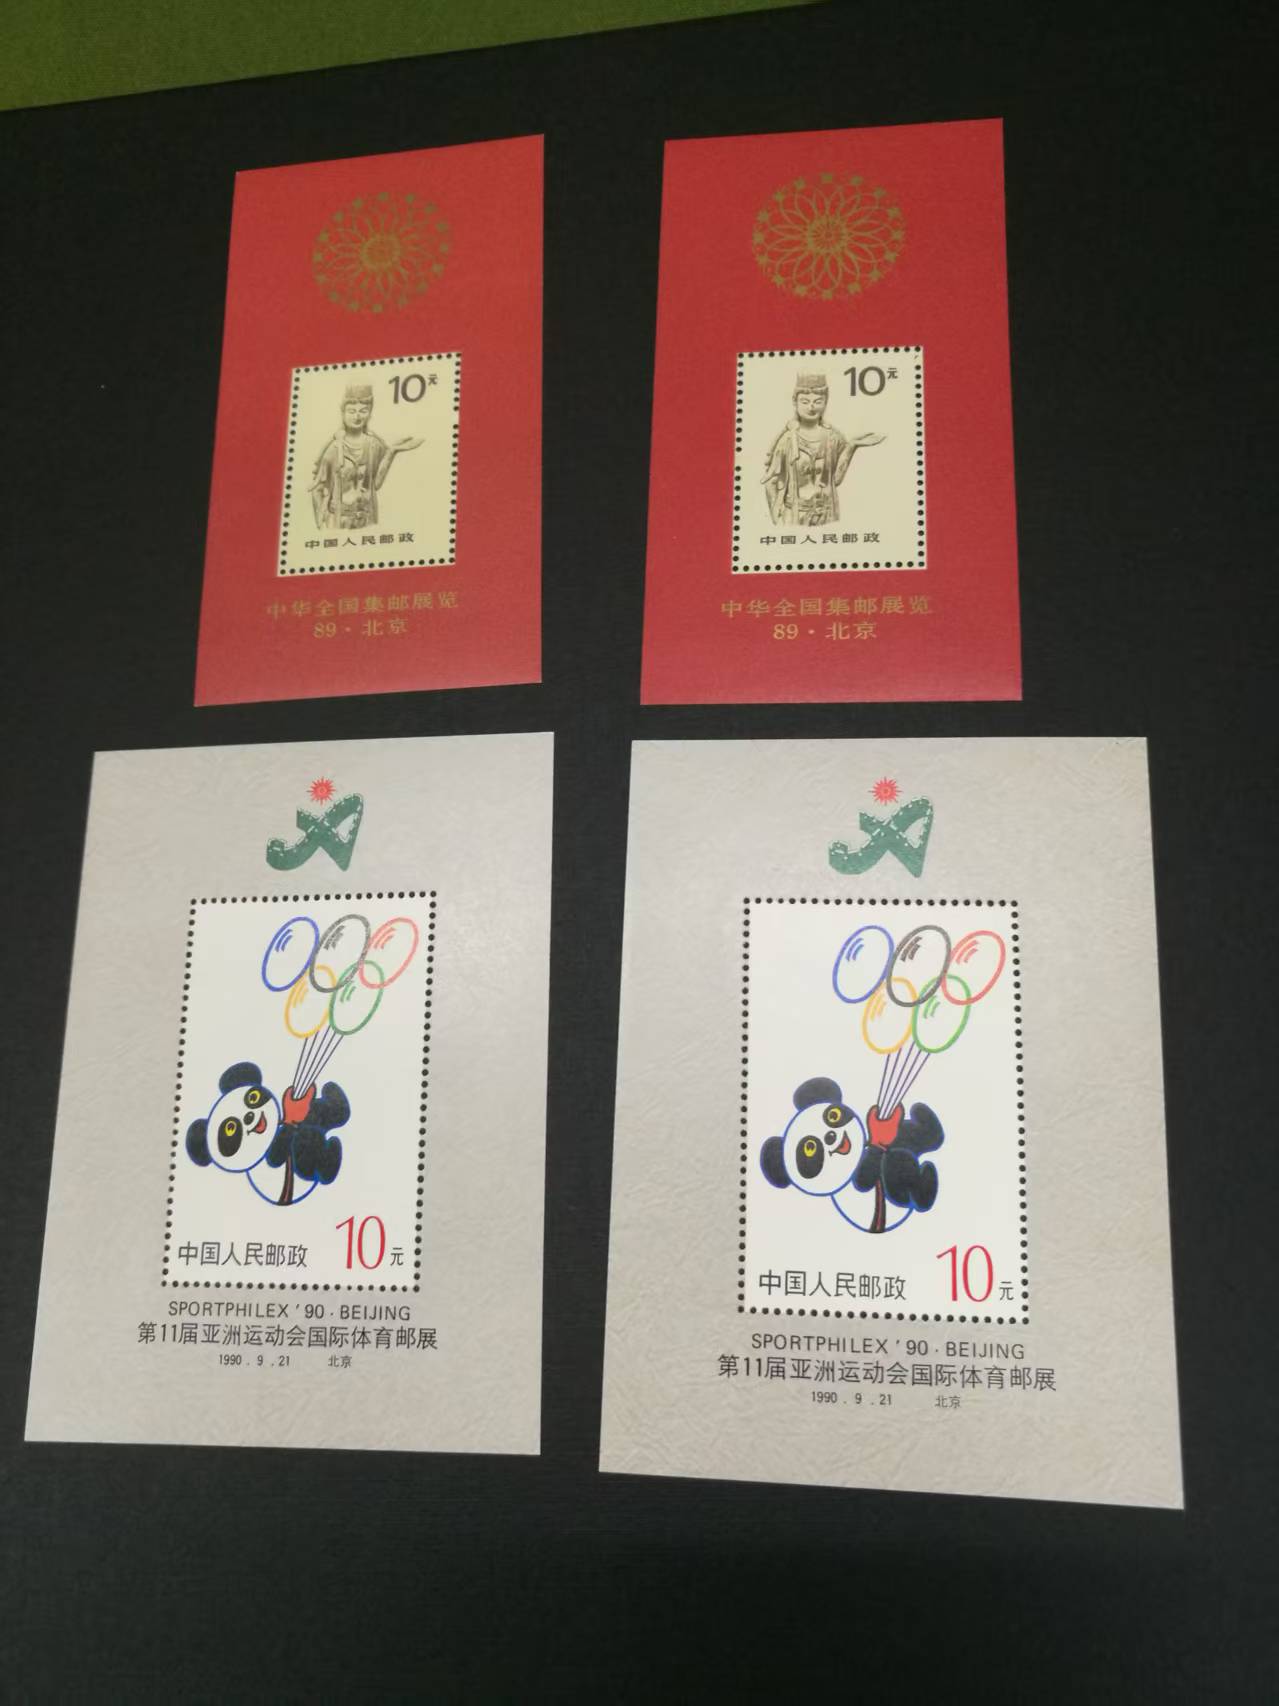 10元
中国人民邮政
中华全国集邮展览
89·北京
10元
中国人民邮政
中华全国集邮展览
89·北京
中国人民邮政 10元
SPORTPHILEX '90·BEIJING
第11届亚洲运动会国际体育邮展
1990.9.21 北京
中国人民邮政 10元
SPORTPHILEX '90·BEIJING
第11届亚洲运动会国际体育邮展
1990.9.21 北京